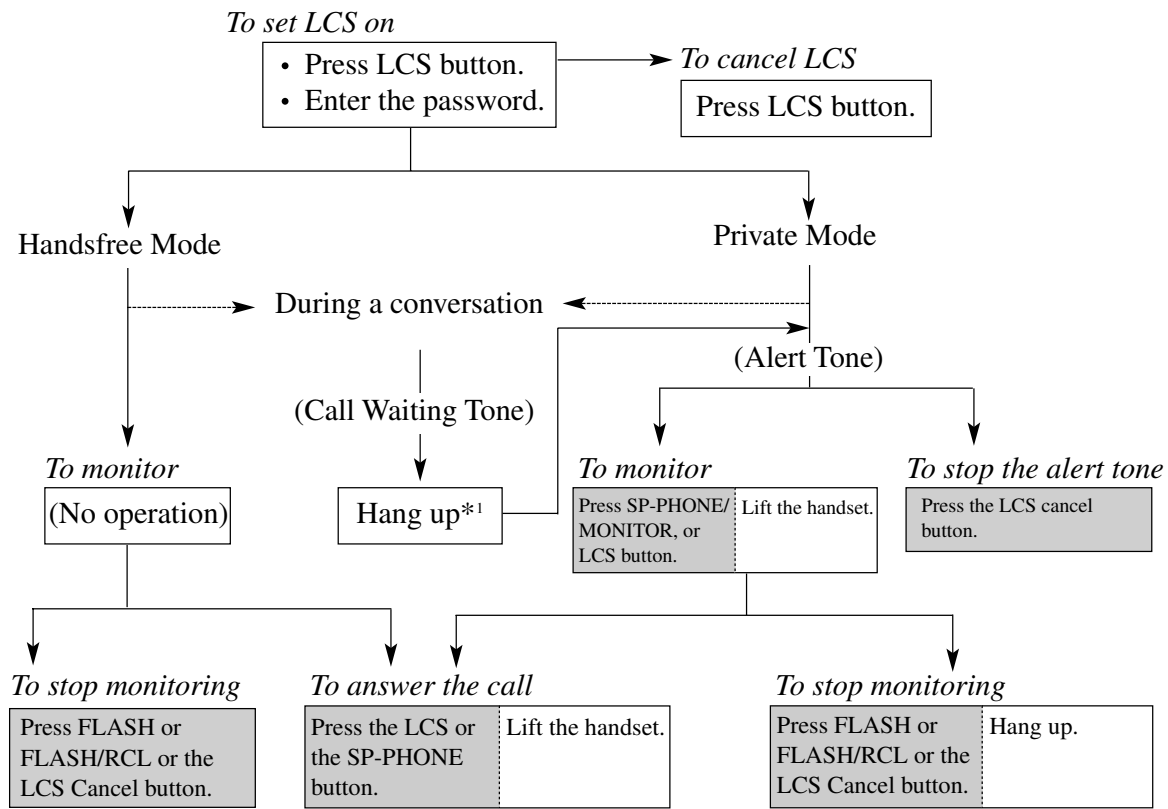 To set LCS on
• Press LCS button.
• Enter the password.
To cancel LCS
Press LCS button.
Handsfree Mode
Private Mode
During a conversation
(Alert Tone)
(Call Waiting Tone)
To monitor
(No operation)
Hang up*1
To monitor
Press SP-PHONE/
MONITOR, or
LCS button.
Lift the handset.
To stop the alert tone
Press the LCS cancel
button.
To stop monitoring
Press FLASH or
FLASH/RCL or the
LCS Cancel button.
To answer the call
Press the LCS or
the SP-PHONE
button.
Lift the handset.
To stop monitoring
Press FLASH or
FLASH/RCL or the
LCS Cancel button.
Hang up.